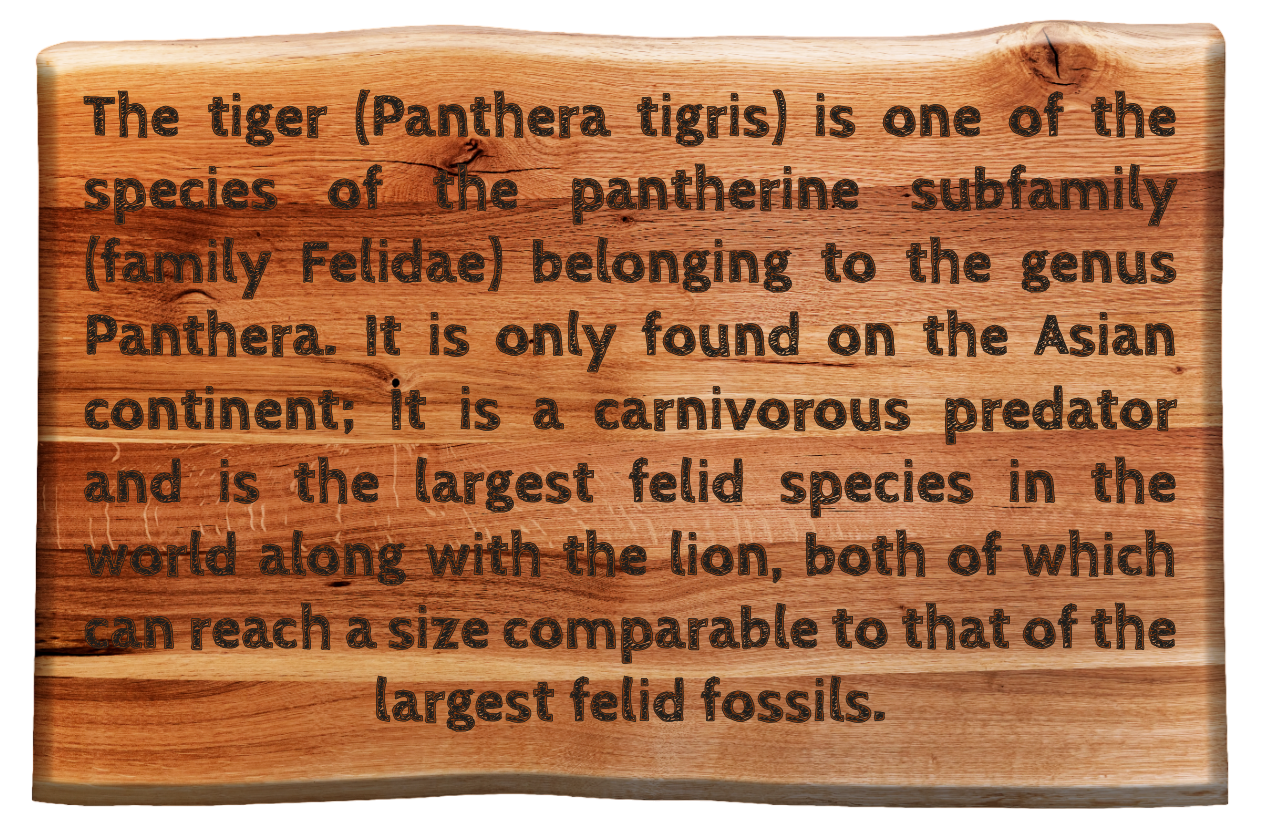 The tiger (Panthera tigris) is one of the
species of the pantherine subfamily
(family Felidae) belonging to the genus
Panthera. It is only found on the Asian
continent; It is a carnivorous predator
and is the largest felid species in the
world along with the lion, both of which
can reach a size comparable to that of the
largest felid fossils.